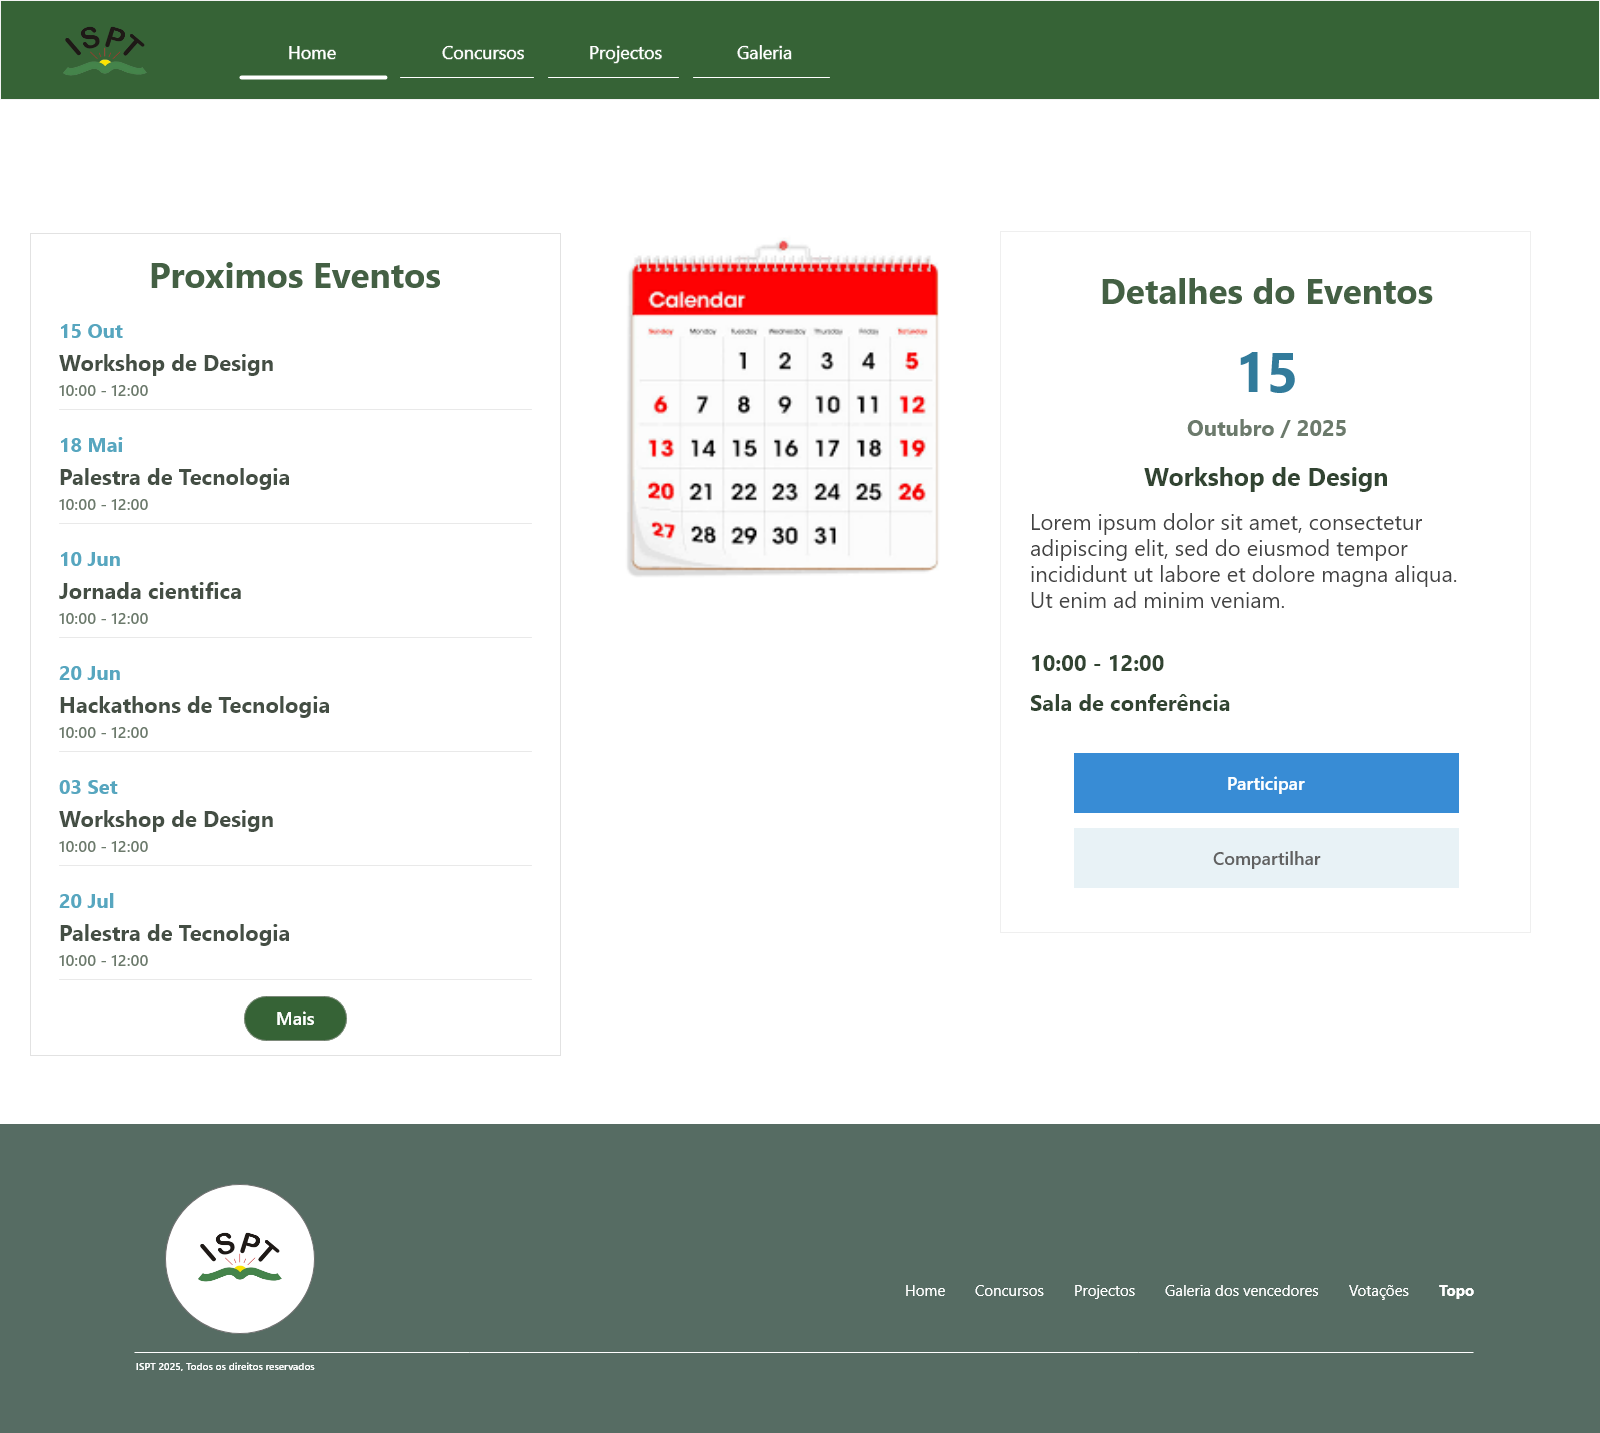 ISPT
Home
Concursos
Projectos
Galeria
Proximos Eventos
15 Out
Workshop de Design
10:00 - 12:00
18 Mai
Palestra de Tecnologia
10:00 - 12:00
10 Jun
Jornada cientifica
10:00 - 12:00
20 Jun
Hackathons de Tecnologia
10:00 - 12:00
03 Set
Workshop de Design
10:00 - 12:00
20 Jul
Palestra de Tecnologia
10:00 - 12:00
Mais
Calendar
Sunday Monday Tuesday Wednesday Thursday Friday Saturday
1 2 3 4 5
6 7 8 9 10 11 12
13 14 15 16 17 18 19
20 21 22 23 24 25 26
27 28 29 30 31
Detalhes do Eventos
15
Outubro / 2025
Workshop de Design
Lorem ipsum dolor sit amet, consectetur
adipiscing elit, sed do eiusmod tempor
incididunt ut labore et dolore magna aliqua.
Ut enim ad minim veniam.
10:00 - 12:00
Sala de conferência
Participar
Compartilhar
ISPT
Home
Concursos
Projectos
Galeria dos vencedores
Votações
Topo
ISPT 2025, Todos os direitos reservados